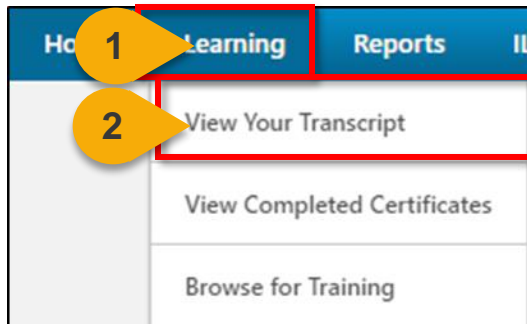 Ho 1 Learning Reports IL
2 View Your Transcript
View Completed Certificates
Browse for Training